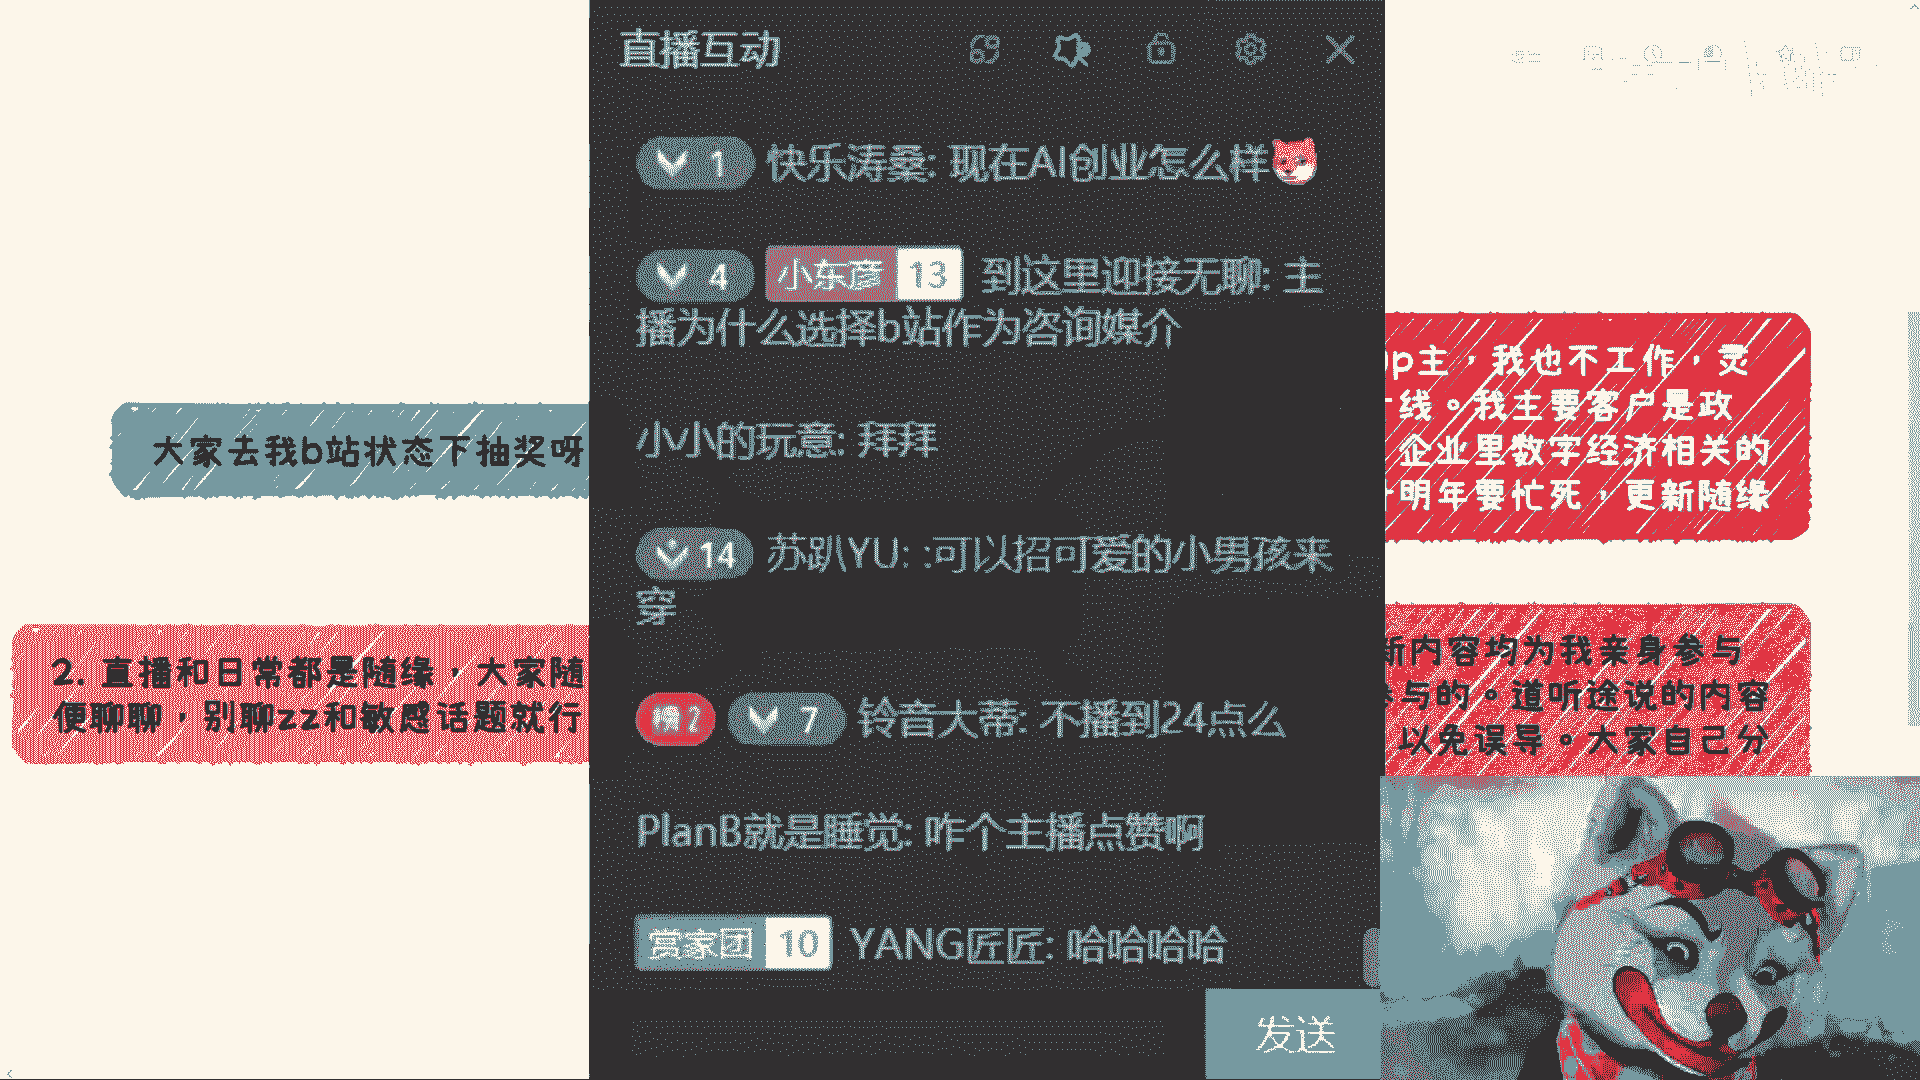 直播互动
1 快乐涛桑: 现在AI创业怎么样
4 小东彦 13 到这里迎接无聊: 主
播为什么选择b站作为咨询媒介
小小的玩意: 拜拜
14 苏趴YU: :可以招可爱的小男孩来
穿
榜2 7 铃音大蒂: 不播到24点么
PlanB就是睡觉: 咋个主播点赞啊
赏家团 10 YANG匠匠: 哈哈哈哈
发送
大家去我b站状态下抽奖呀
2. 直播和日常都是随缘，大家随
便聊聊，别聊zz和敏感话题就行
p主，我也不工作，灵
线。我主要客户是政
企业里数字经济相关的
明年要忙死，更新随缘
新内容均为我亲身参与
参与的。道听途说的内容
以免误导。大家自己分